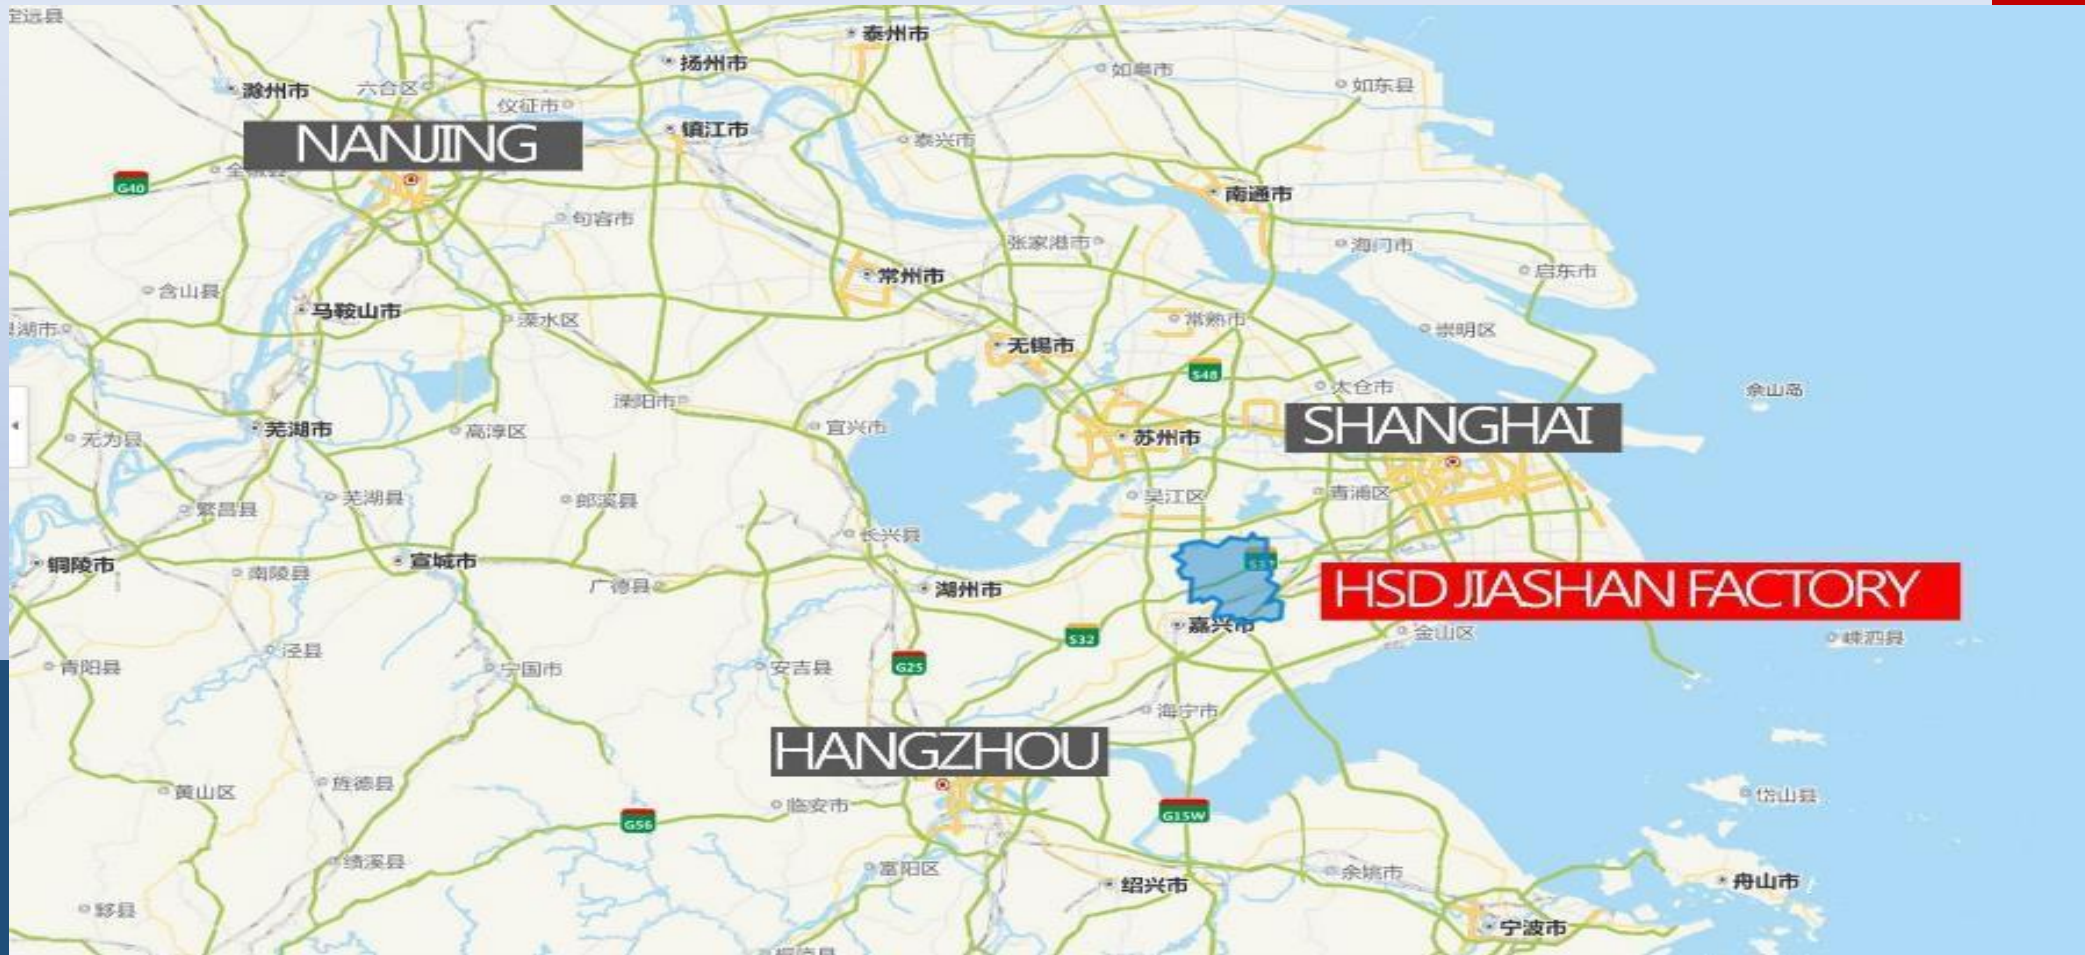 泰州市
扬州市
如皋市
滁州市
六合区
如东县
仪征市
镇江市
泰兴市
NANJING
G40
南通市
句容市
张家港市
海门市
启东市
常州市
含山县
马鞍山市
溧水区
常熟市
崇明区
无锡市
S48
太仓市
佘山岛
溧阳市
宜兴市
SHANGHAI
芜湖市
高淳区
无为县
苏州市
青浦区
吴江区
芜湖县
郎溪县
繁昌县
长兴县
铜陵市
宣城市
南陵县
广德县
湖州市
HSD JIASHAN FACTORY
嘉兴市
S32
金山区
嵊泗县
泾县
青阳县
宁国市
安吉县
G25
海宁市
HANGZHOU
旌德县
黄山区
岱山县
临安市
G15W
G56
绩溪县
富阳区
余姚市
绍兴市
舟山市
黟县
宁波市